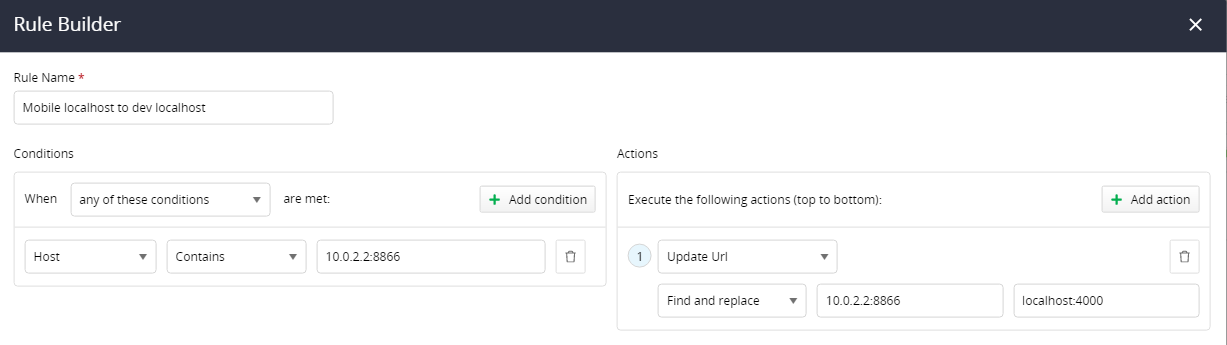 Rule Builder
Rule Name *
Mobile localhost to dev localhost
Conditions
When any of these conditions are met: + Add condition
Host Contains 10.0.2.2:8866
Actions
Execute the following actions (top to bottom): + Add action
1 Update Url
Find and replace 10.0.2.2:8866 localhost:4000